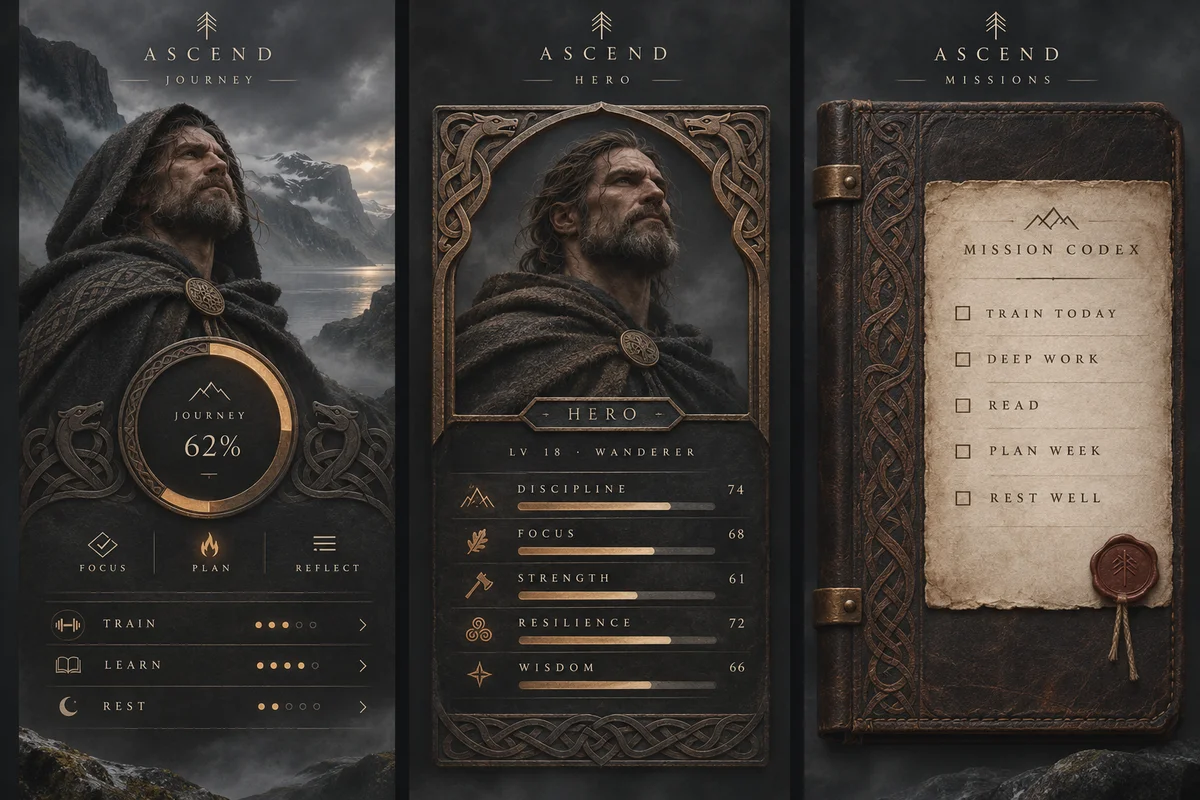 ASCEND
JOURNEY
JOURNEY
62%
FOCUS
PLAN
REFLECT
TRAIN
LEARN
REST
ASCEND
HERO
HERO
LV 18 · WANDERER
DISCIPLINE 74
FOCUS 68
STRENGTH 61
RESILIENCE 72
WISDOM 66
ASCEND
MISSIONS
MISSION CODEX
TRAIN TODAY
DEEP WORK
READ
PLAN WEEK
REST WELL